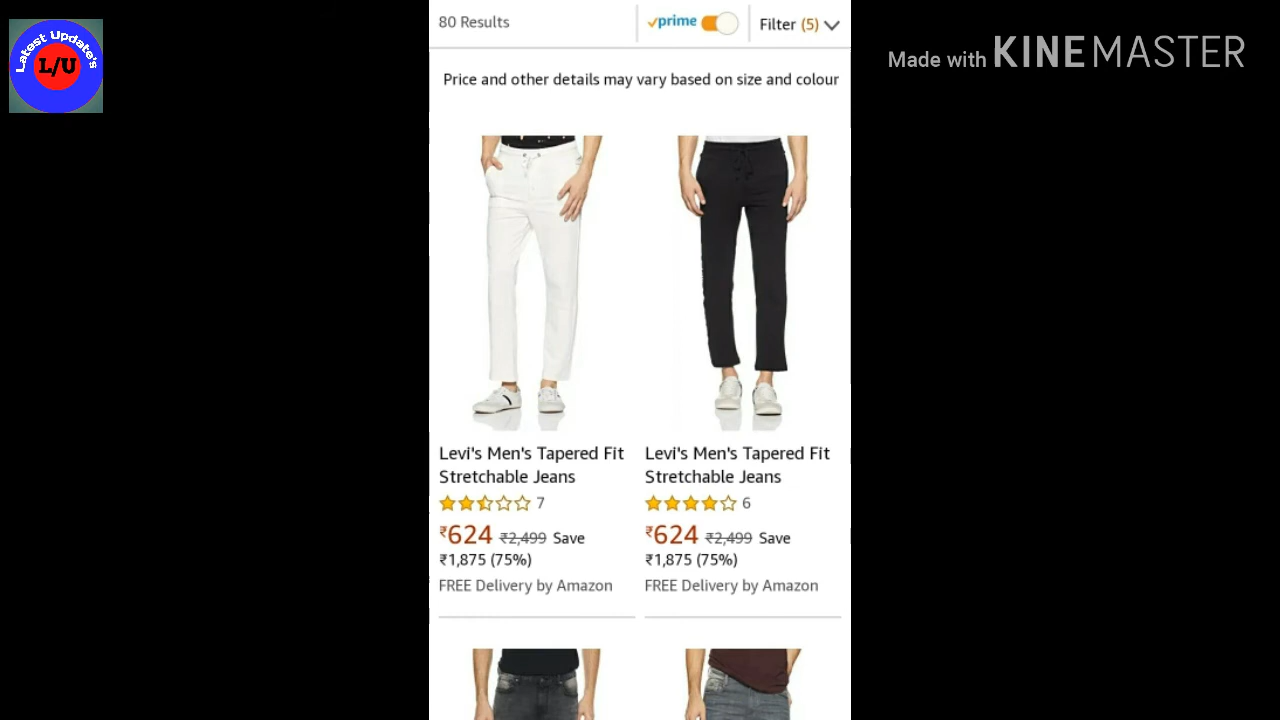 Latest Update's
L/U
80 Results
prime
Filter (5)
Made with KINEMASTER
Price and other details may vary based on size and colour
Levi's Men's Tapered Fit
Stretchable Jeans
7
₹624 ₹2,499 Save
₹1,875 (75%)
FREE Delivery by Amazon
Levi's Men's Tapered Fit
Stretchable Jeans
6
₹624 ₹2,499 Save
₹1,875 (75%)
FREE Delivery by Amazon